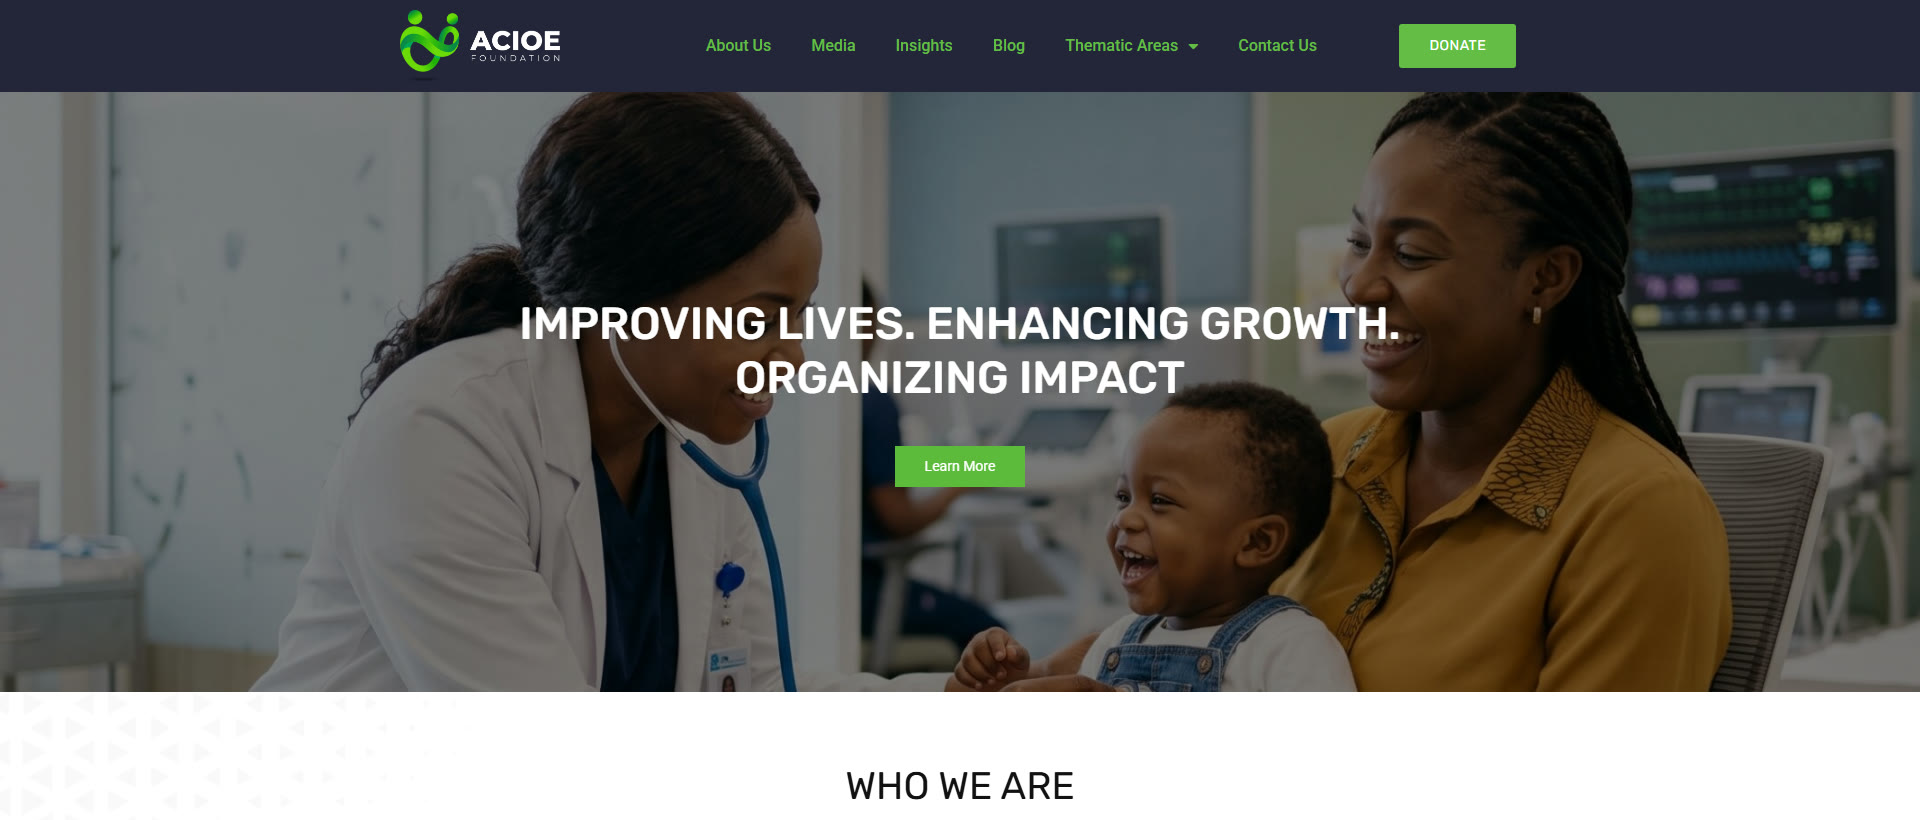 ACIOE
FOUNDATION
About Us
Media
Insights
Blog
Thematic Areas
Contact Us
DONATE
IMPROVING LIVES. ENHANCING GROWTH.
ORGANIZING IMPACT
Learn More
WHO WE ARE